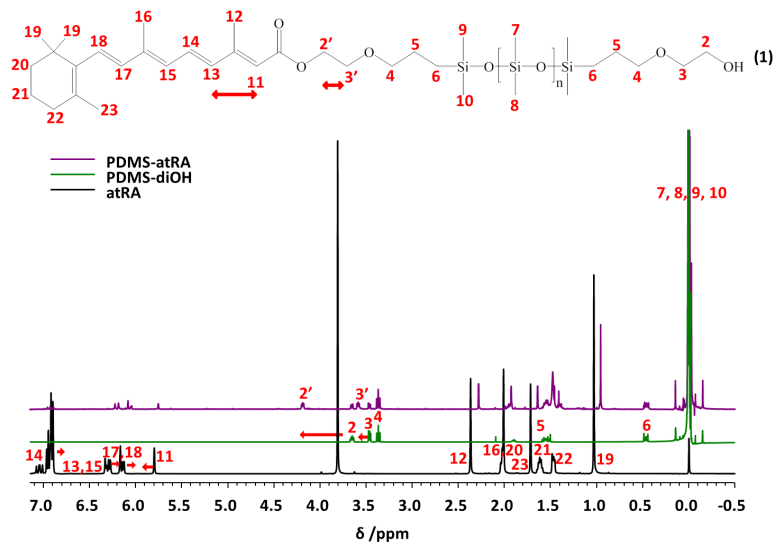 16 12 O
19 19 18 14 2' 5 9 7 5 2
O O Si O Si O Si O OH (1)
20 17 15 13 11 3' 4 6 n 6 4 3
21 10 8
22 23
PDMS-atRA
PDMS-diOH
atRA
7, 8, 9, 10
2' 3' 4
2 3 5 6
14 13,15 17,18 11 12 16 20 23 21 22 19
7.0 6.5 6.0 5.5 5.0 4.5 4.0 3.5 3.0 2.5 2.0 1.5 1.0 0.5 0.0 -0.5
δ /ppm